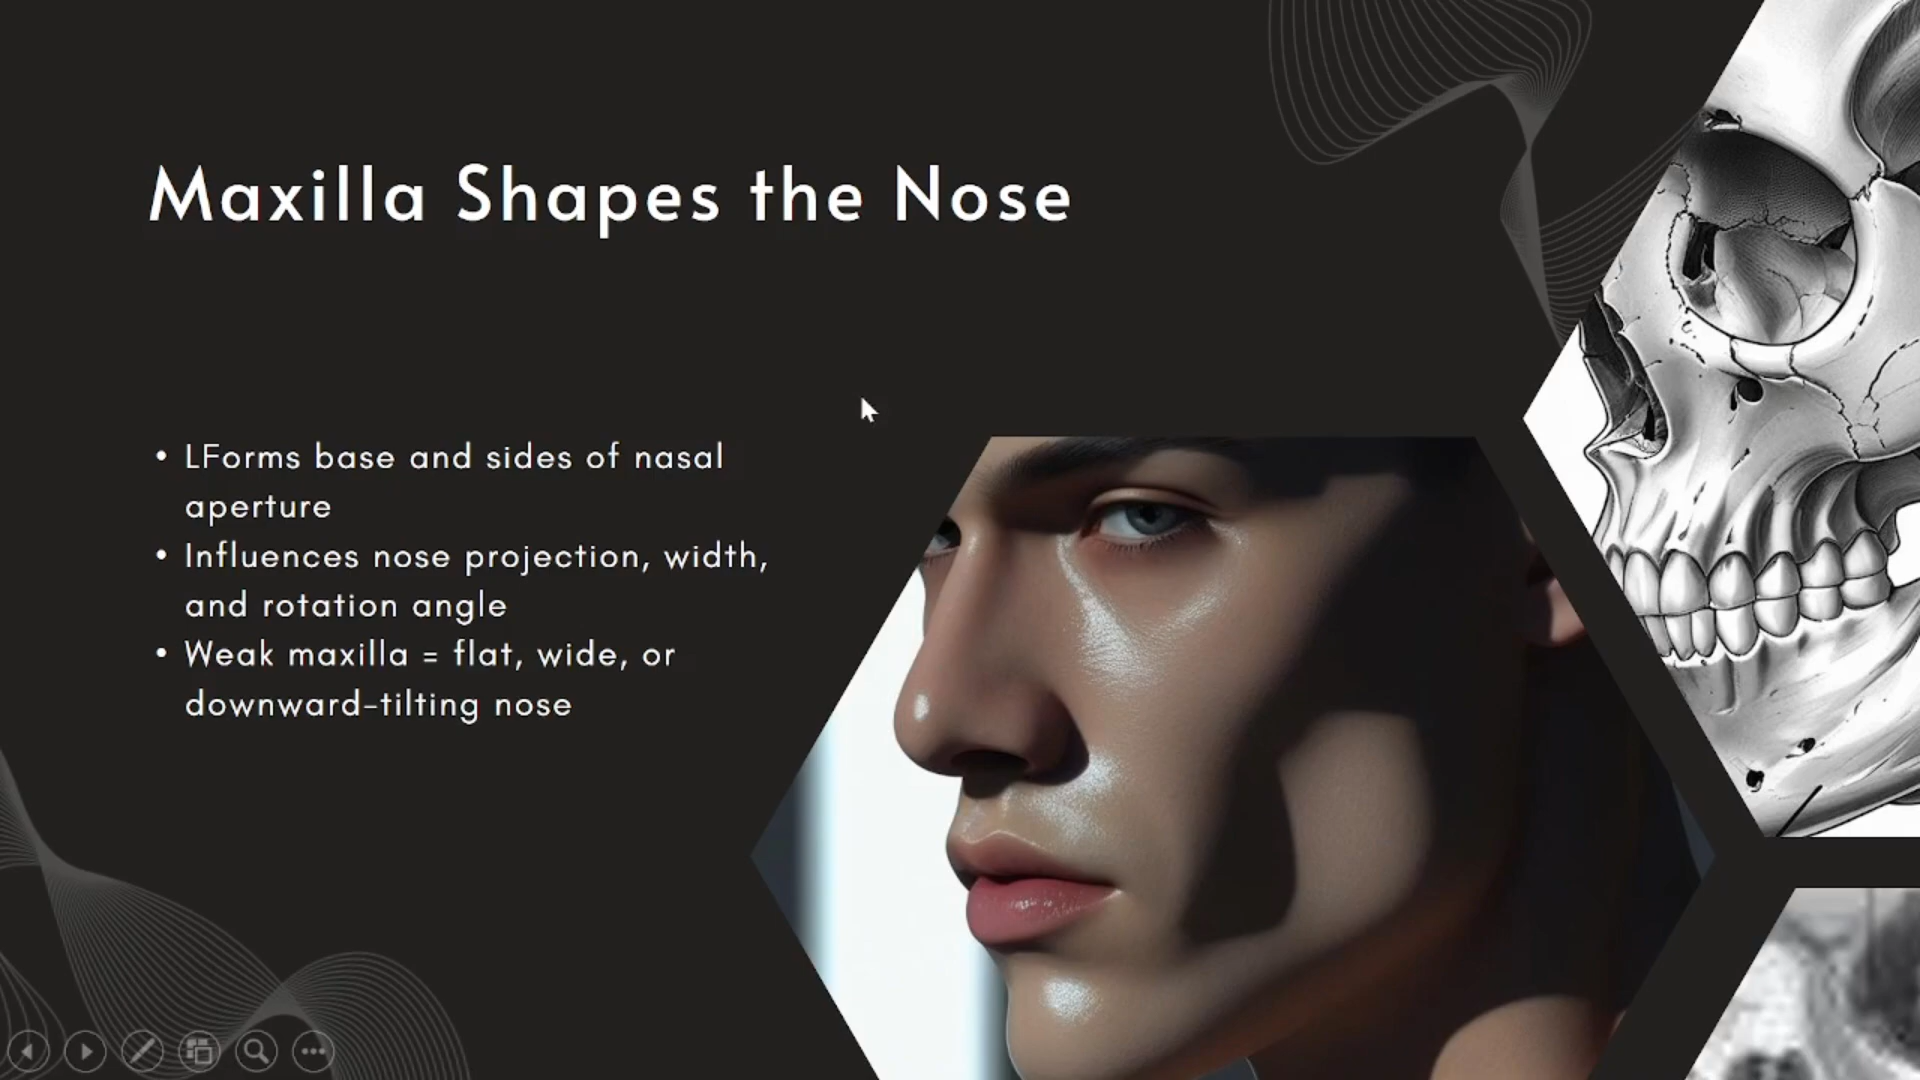 Maxilla Shapes the Nose
• LForms base and sides of nasal
aperture
• Influences nose projection, width,
and rotation angle
• Weak maxilla = flat, wide, or
downward-tilting nose